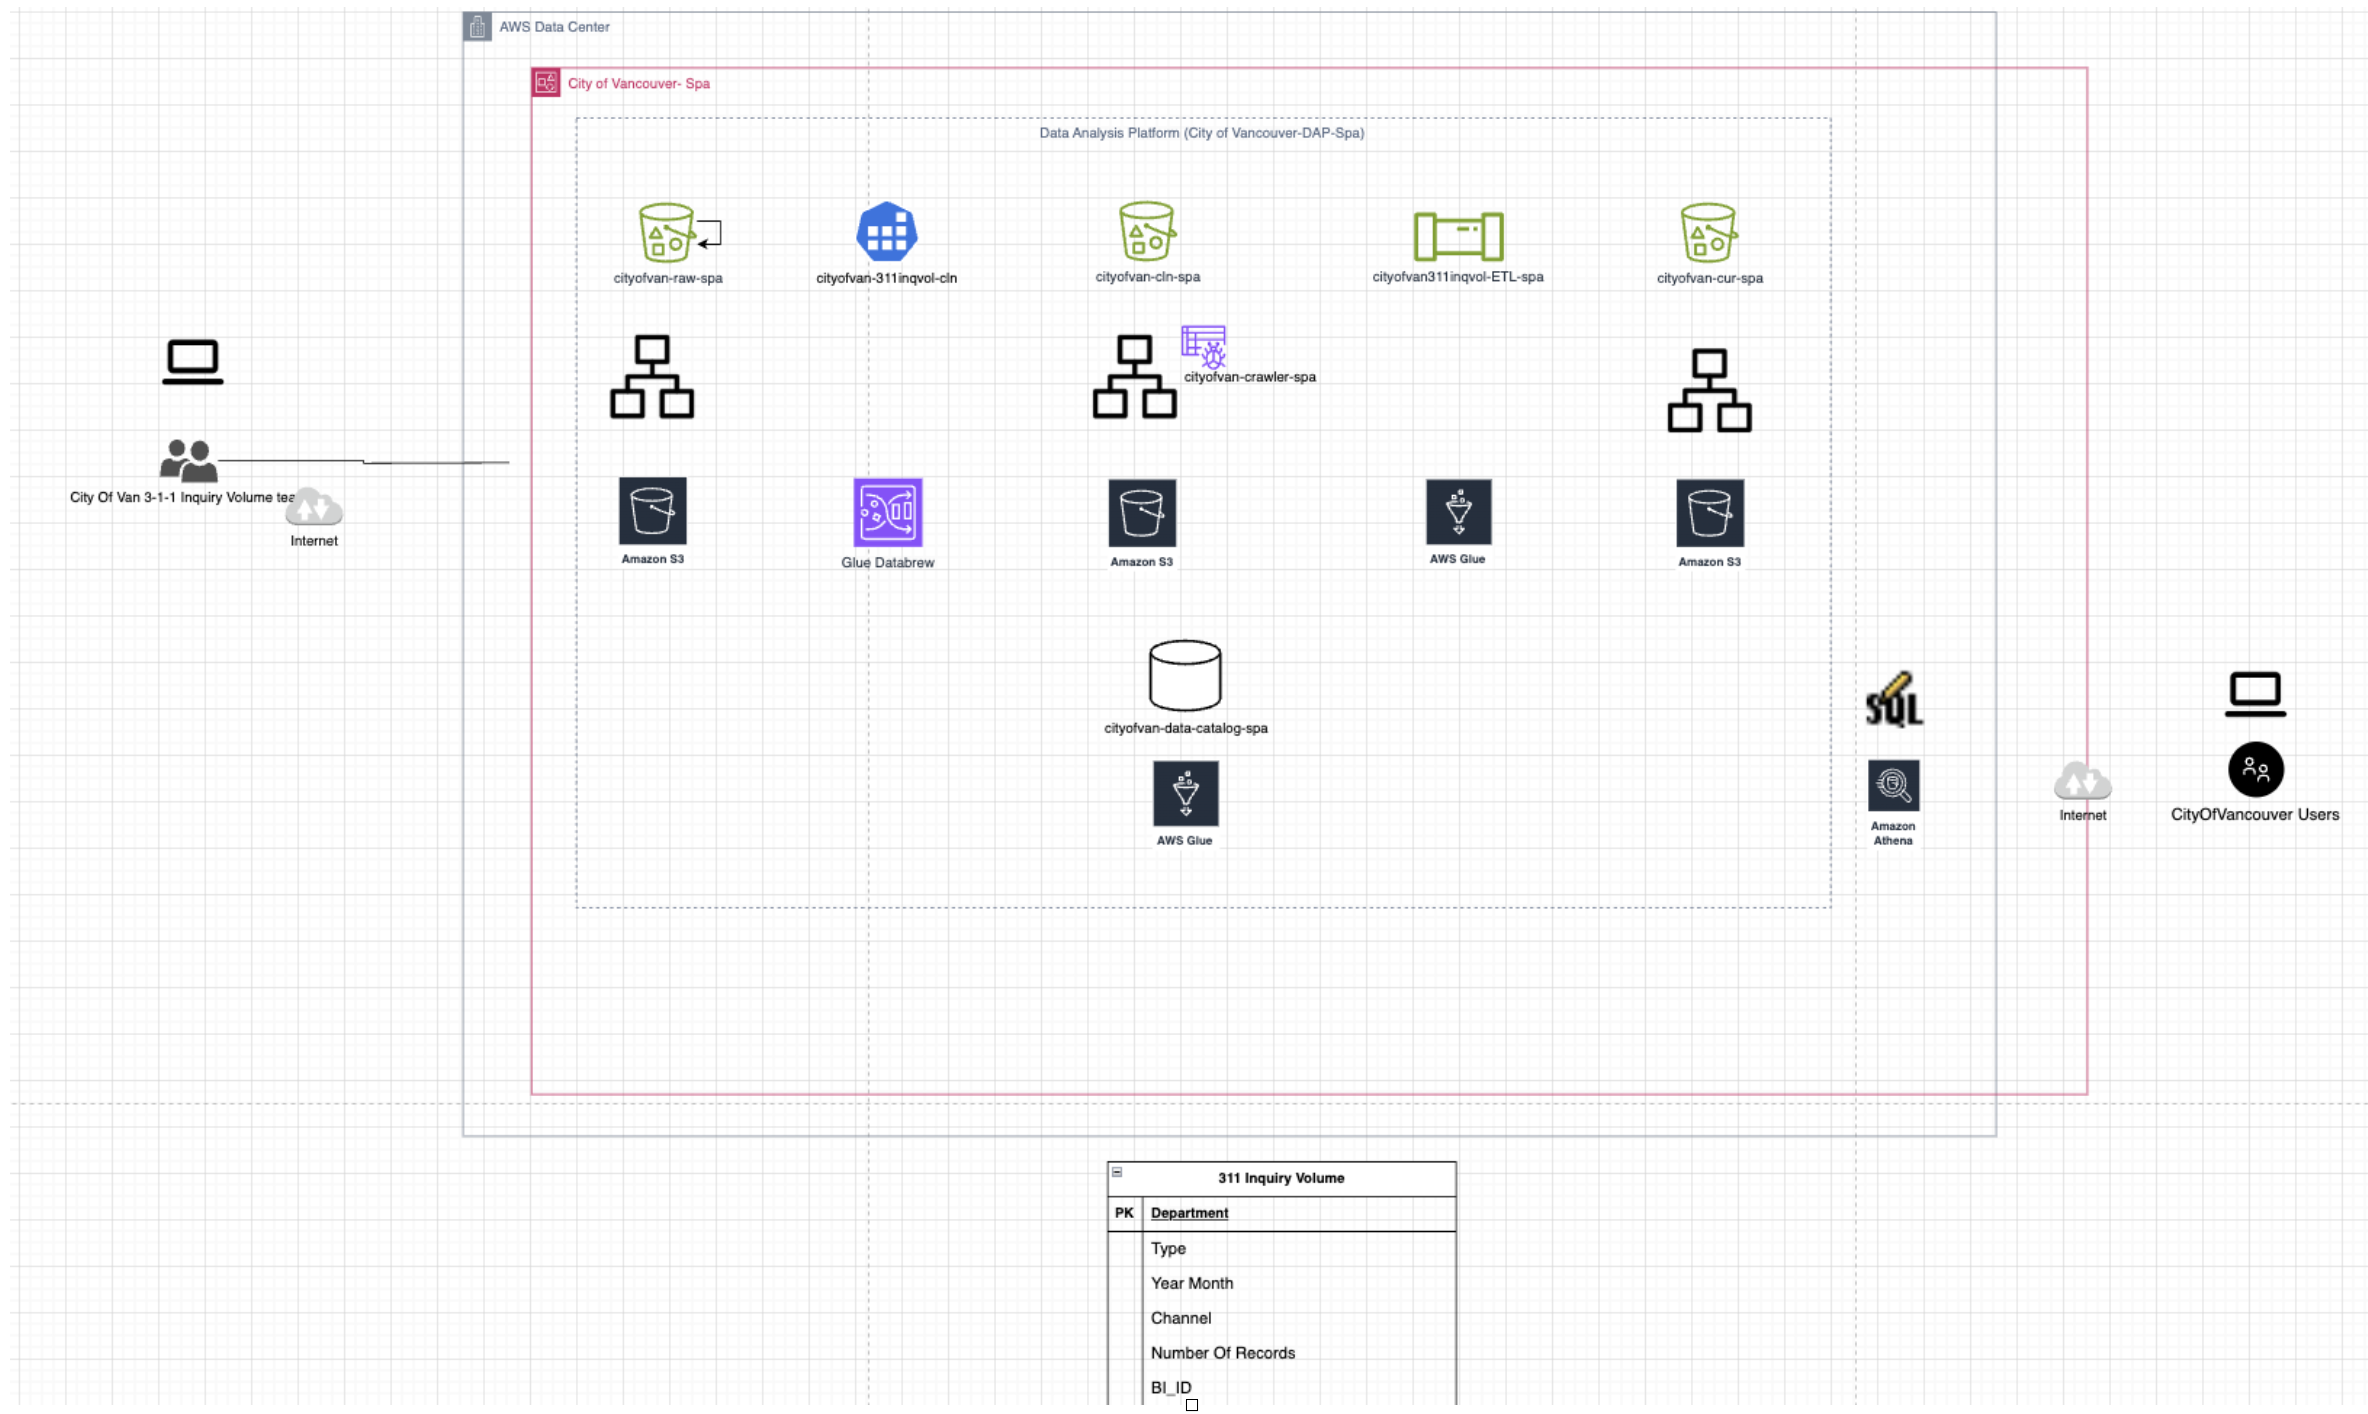 AWS Data Center
City of Vancouver- Spa
Data Analysis Platform (City of Vancouver-DAP-Spa)
cityofvan-raw-spa
cityofvan-311inqvol-cln
cityofvan-cln-spa
cityofvan311inqvol-ETL-spa
cityofvan-cur-spa
cityofvan-crawler-spa
City Of Van 3-1-1 Inquiry Volume tea
Internet
Amazon S3
Glue Databrew
Amazon S3
AWS Glue
Amazon S3
cityofvan-data-catalog-spa
AWS Glue
SQL
Amazon
Athena
Internet
CityOfVancouver Users
311 Inquiry Volume
PK Department
Type
Year Month
Channel
Number Of Records
BI_ID